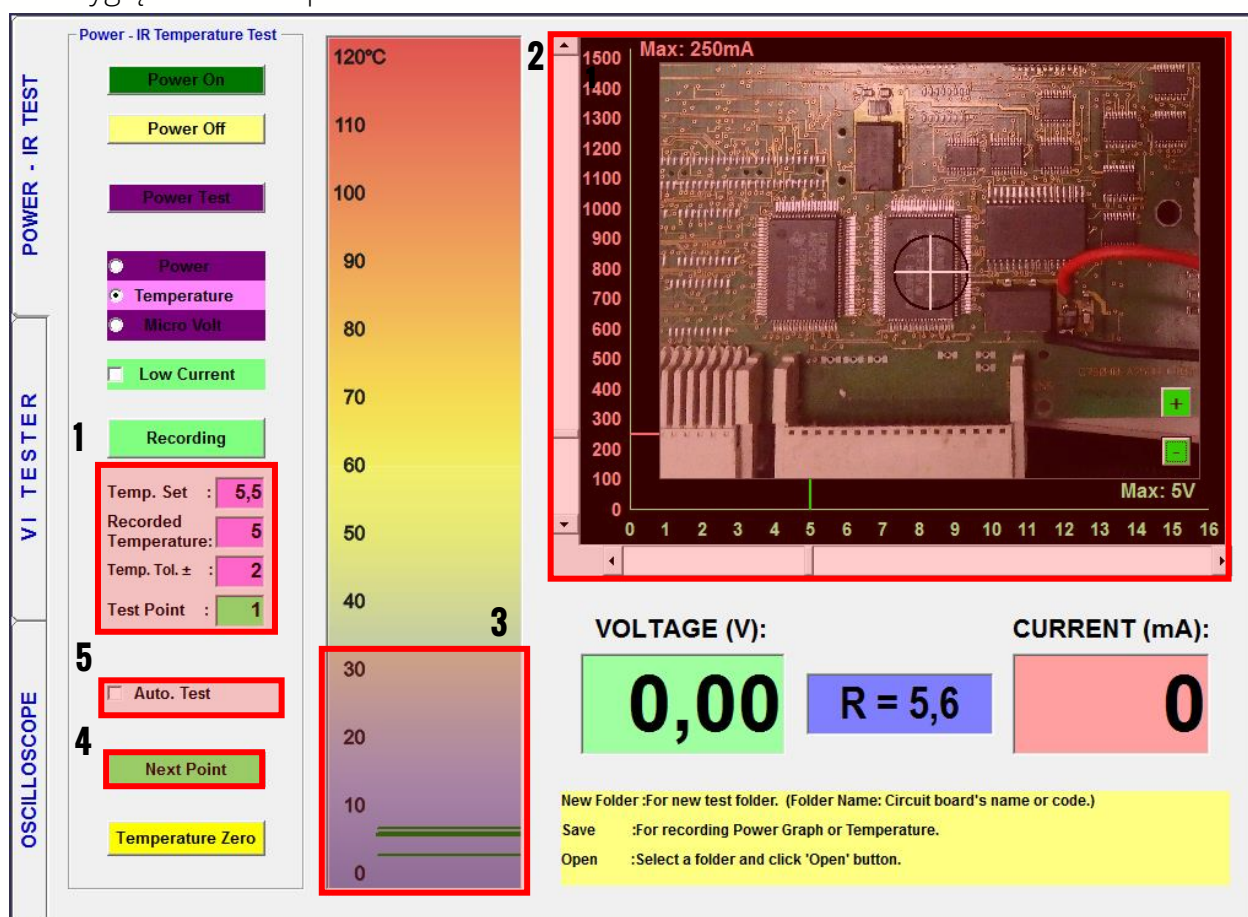 Power - IR Temperature Test
POWER - IR TEST
VI TESTER
OSCILLOSCOPE
Power On
Power Off
Power Test
Power
Temperature
Micro Volt
Low Current
1
Recording
Temp. Set : 5,5
Recorded
Temperature: 5
Temp. Tol. ± : 2
Test Point : 1
5
Auto. Test
4
Next Point
Temperature Zero
120°C
110
100
90
80
70
60
50
40
3
30
20
10
0
2
Max: 250mA
1500
1400
1300
1200
1100
1000
900
800
700
600
500
400
300
200
100
0
+
-
Max: 5V
0 1 2 3 4 5 6 7 8 9 10 11 12 13 14 15 16
VOLTAGE (V):
CURRENT (mA):
0,00
R = 5,6
0
New Folder :For new test folder. (Folder Name: Circuit board's name or code.)
Save :For recording Power Graph or Temperature.
Open :Select a folder and click 'Open' button.